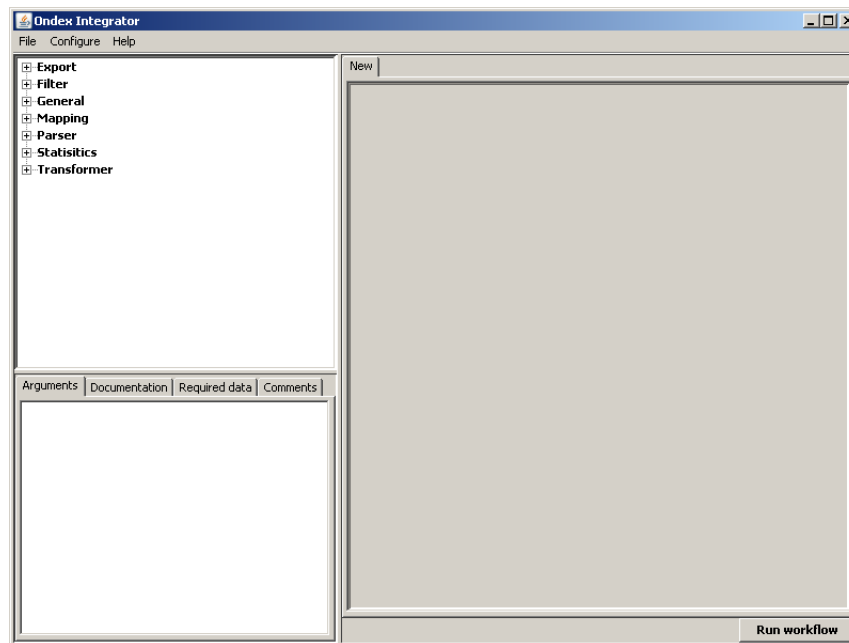 Ondex Integrator
File Configure Help
Export
Filter
General
Mapping
Parser
Statisitics
Transformer
Arguments Documentation Required data Comments
New
Run workflow